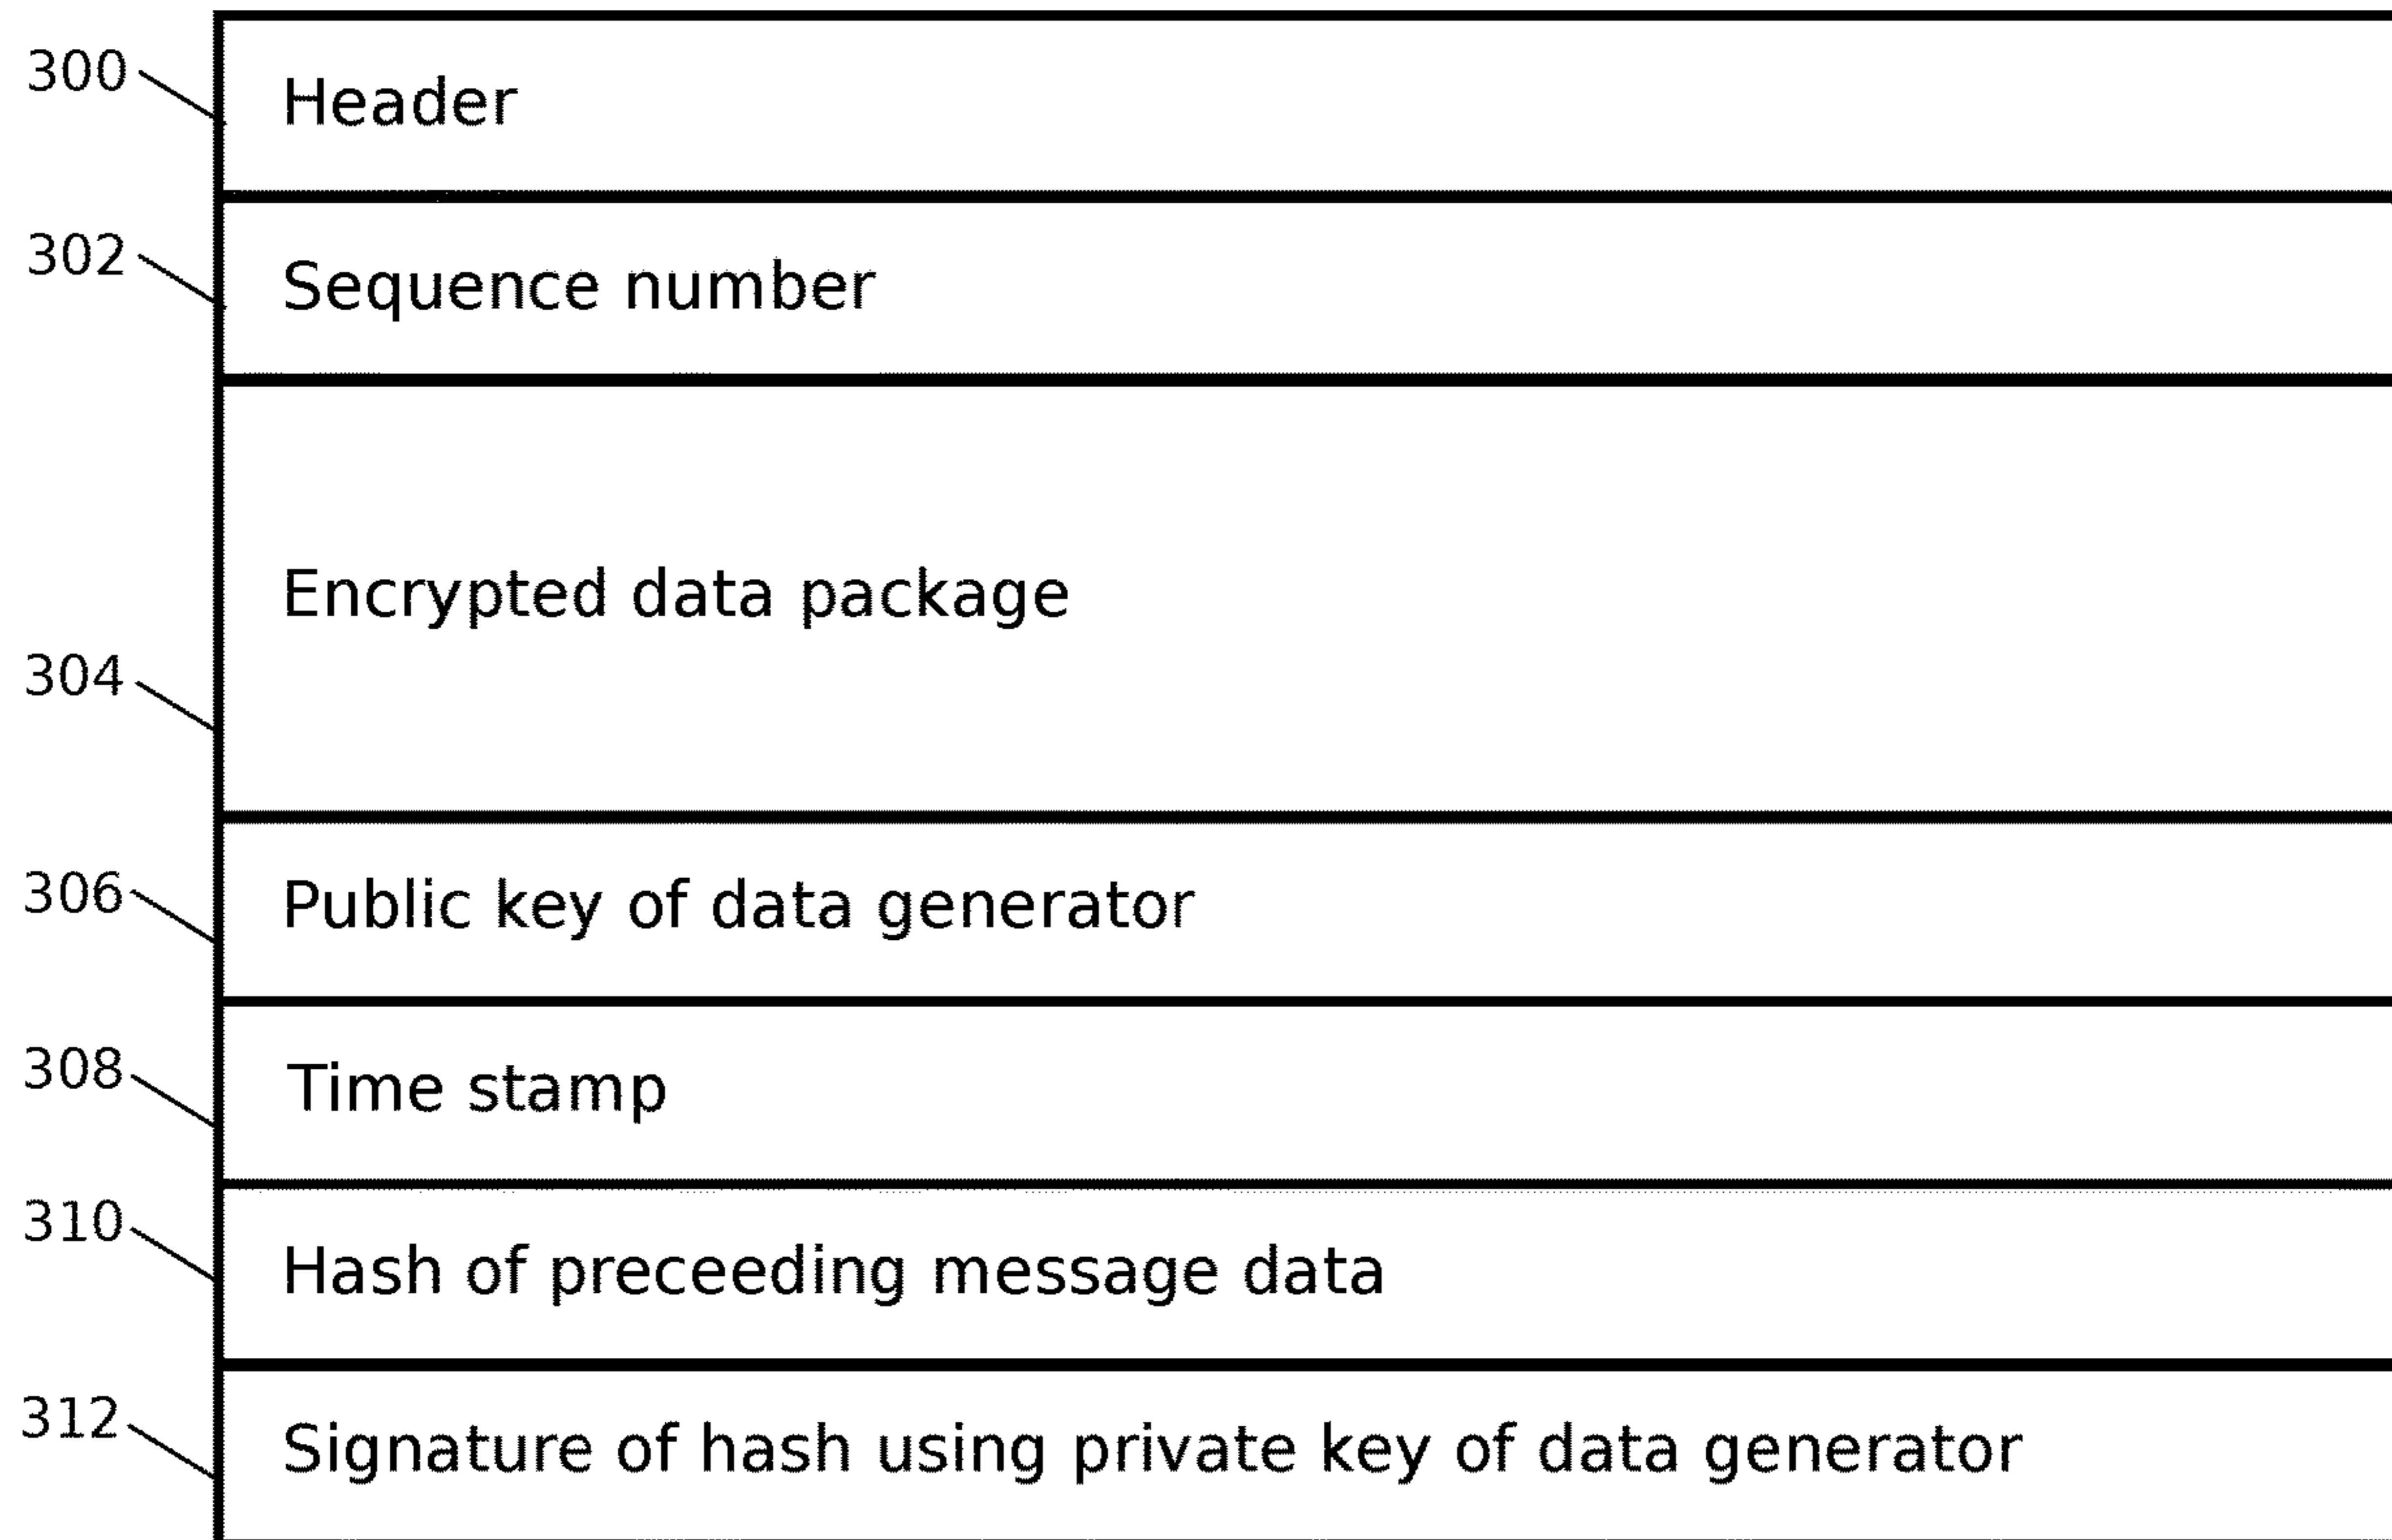 300
Header
302
Sequence number
Encrypted data package
304
306
Public key of data generator
308
Time stamp
310
Hash of preceeding message data
312
Signature of hash using private key of data generator